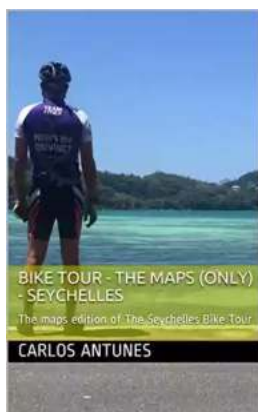 BIKE TOUR - THE MAPS (ONLY)
- SEYCHELLES
The maps edition of The Seychelles Bike Tour
CARLOS ANTUNES